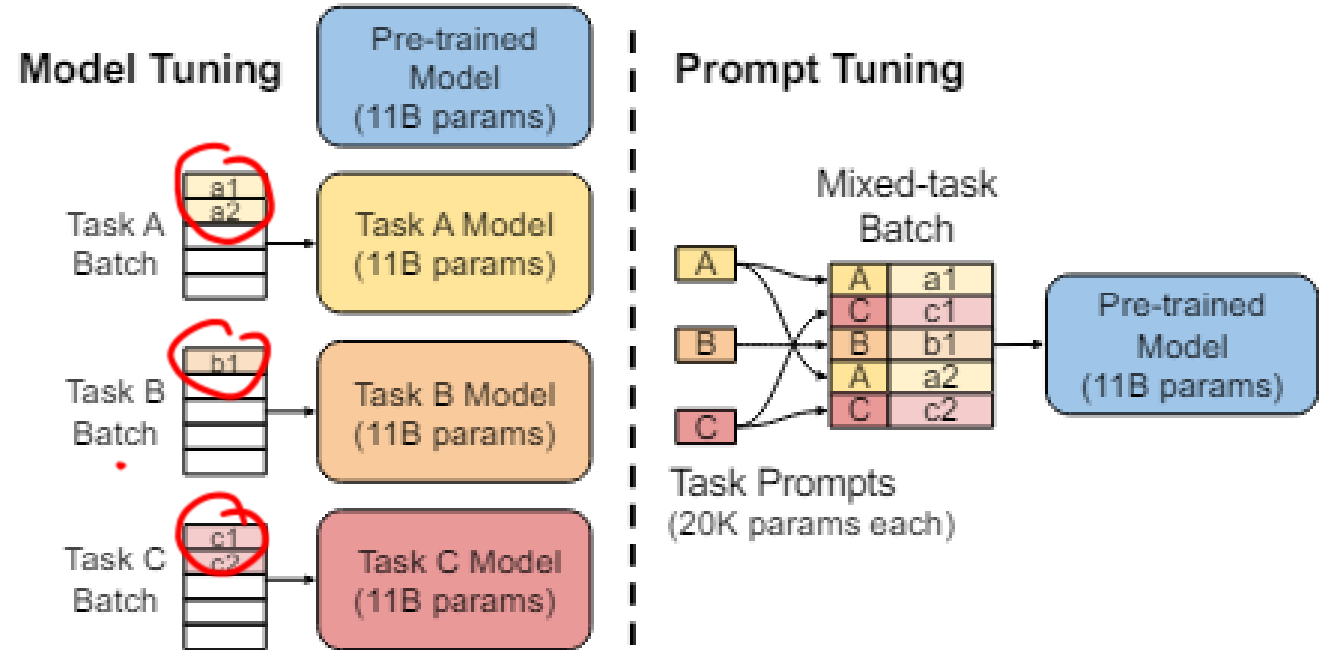 Model Tuning
Pre-trained
Model
(11B params)
a1
a2
Task A
Batch
Task A Model
(11B params)
b1
Task B
Batch
Task B Model
(11B params)
c1
c2
Task C
Batch
Task C Model
(11B params)
Prompt Tuning
Mixed-task
Batch
A
B
C
A a1
C c1
B b1
A a2
C c2
Pre-trained
Model
(11B params)
Task Prompts
(20K params each)